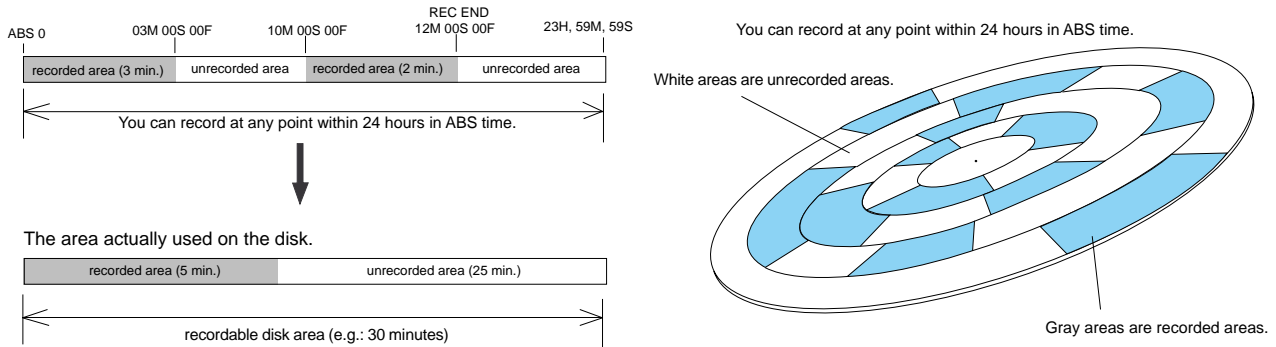 REC END
ABS 0 03M 00S 00F 10M 00S 00F 12M 00S 00F 23H, 59M, 59S
recorded area (3 min.) unrecorded area recorded area (2 min.) unrecorded area
You can record at any point within 24 hours in ABS time.
The area actually used on the disk.
recorded area (5 min.) unrecorded area (25 min.)
recordable disk area (e.g.: 30 minutes)
You can record at any point within 24 hours in ABS time.
White areas are unrecorded areas.
Gray areas are recorded areas.